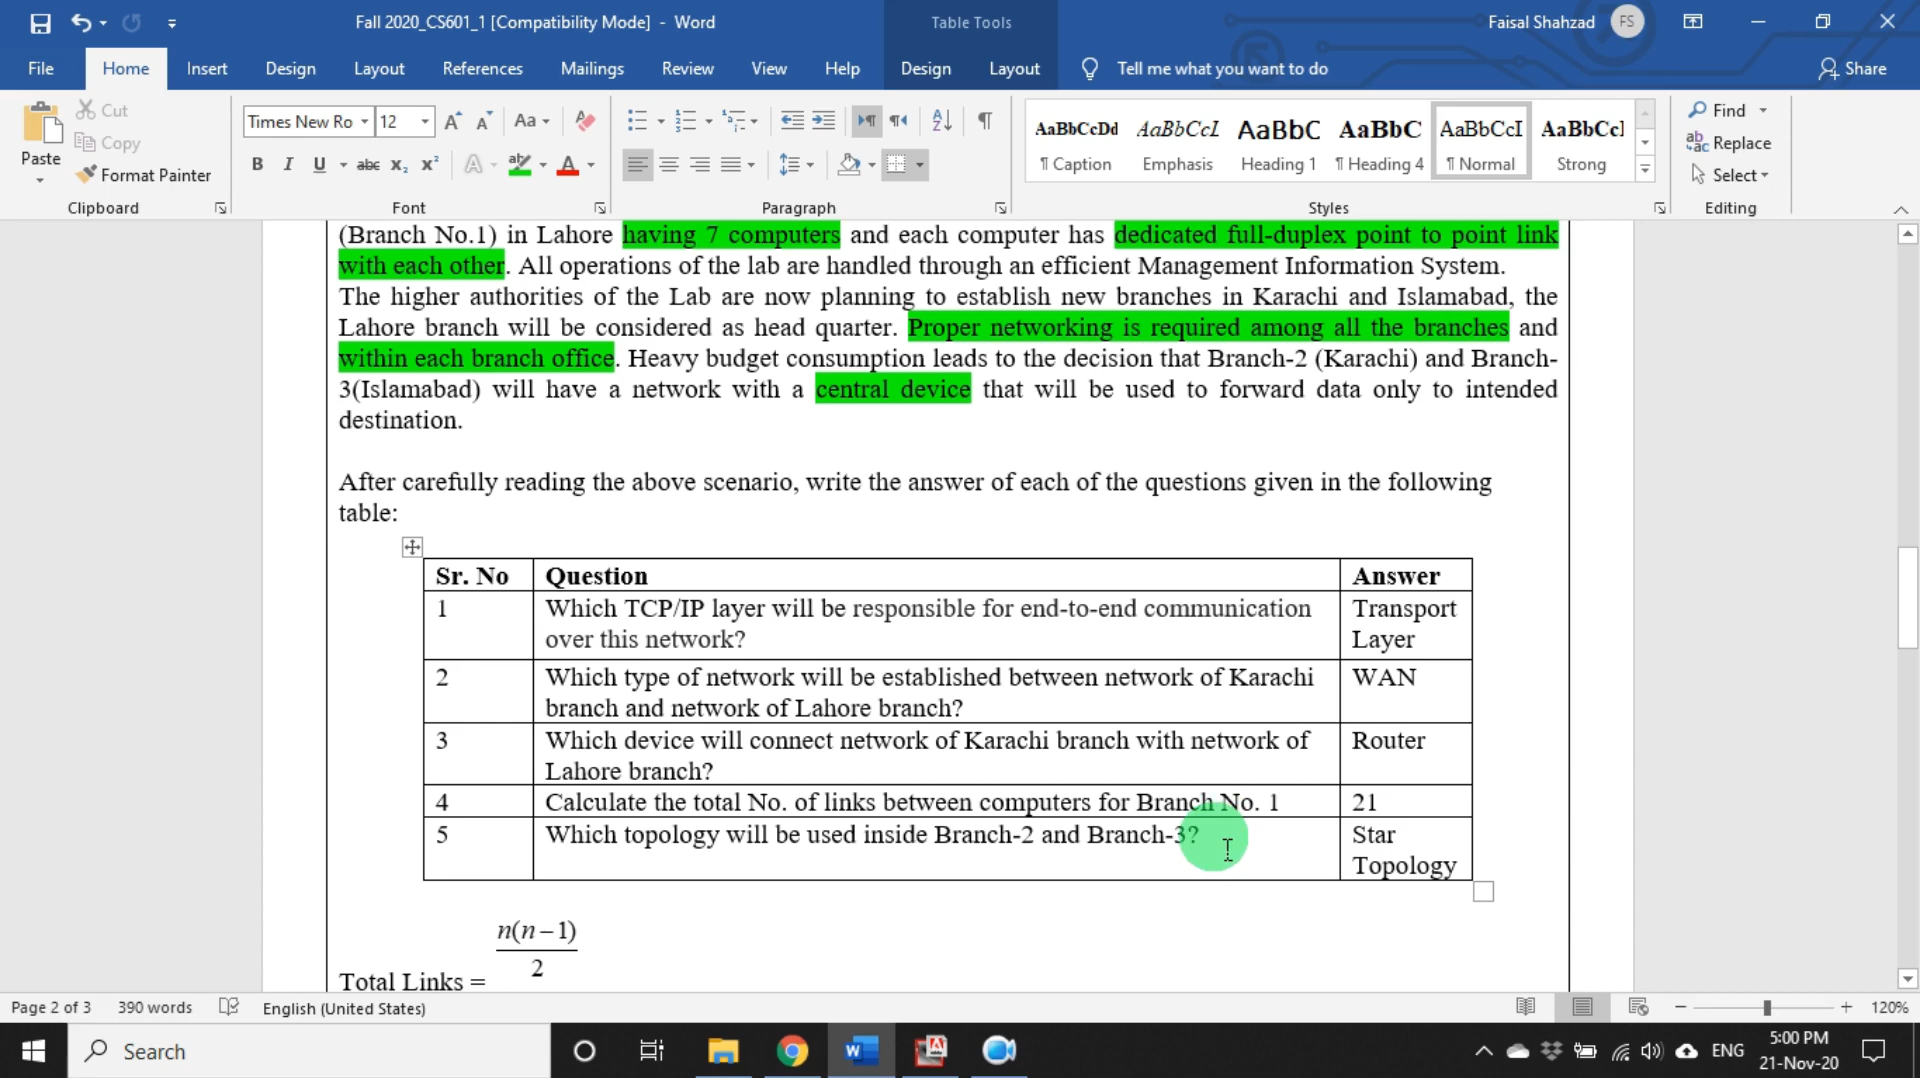 Fall 2020_CS601_1 [Compatibility Mode] - Word
Table Tools
Faisal Shahzad FS
File Home Insert Design Layout References Mailings Review View Help Design Layout Tell me what you want to do Share
Paste
Cut
Copy
Format Painter
Clipboard
Times New Ro 12
Font
Paragraph
AaBbCcDd AaBbCcI AaBbC AaBbC AaBbCcI AaBbCcl
¶ Caption Emphasis Heading 1 ¶ Heading 4 ¶ Normal Strong
Styles
Find
Replace
Select
Editing
(Branch No.1) in Lahore having 7 computers and each computer has dedicated full-duplex point to point link
with each other. All operations of the lab are handled through an efficient Management Information System.
The higher authorities of the Lab are now planning to establish new branches in Karachi and Islamabad, the
Lahore branch will be considered as head quarter. Proper networking is required among all the branches and
within each branch office. Heavy budget consumption leads to the decision that Branch-2 (Karachi) and Branch-
3(Islamabad) will have a network with a central device that will be used to forward data only to intended
destination.
After carefully reading the above scenario, write the answer of each of the questions given in the following
table:
Sr. No Question Answer
1 Which TCP/IP layer will be responsible for end-to-end communication Transport
over this network? Layer
2 Which type of network will be established between network of Karachi WAN
branch and network of Lahore branch?
3 Which device will connect network of Karachi branch with network of Router
Lahore branch?
4 Calculate the total No. of links between computers for Branch No. 1 21
5 Which topology will be used inside Branch-2 and Branch-3? Star
Topology
n(n−1)
2
Total Links =
Page 2 of 3 390 words English (United States) 120%
Search
ENG
5:00 PM
21-Nov-20